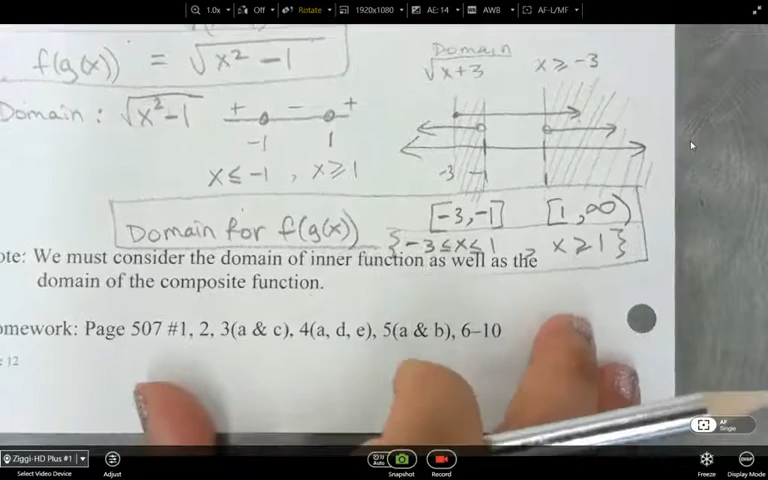 1.0x Off Rotate 1920x1080 AE: 14 AWB AF-L/MF
f(g(x)) = √x² -1
Domain
√x+3 x ≥ -3
Domain : √x²-1 + - +
-1 1
x ≤ -1 , x ≥ 1
-3 -1
Domain for f(g(x)) [-3,-1] [1,∞)
{-3≤x≤1 , x ≥ 1}
ote: We must consider the domain of inner function as well as the
domain of the composite function.
omework: Page 507 #1, 2, 3(a & c), 4(a, d, e), 5(a & b), 6–10
: 12
AF
Single
Ziggi-HD Plus #1
Select Video Device Adjust Snapshot Record Freeze Display Mode